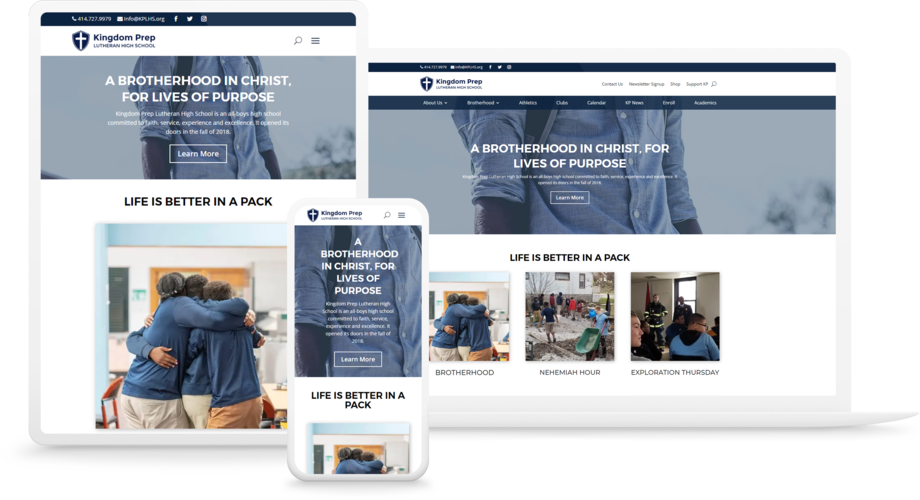 414.727.9979 Info@KPLHS.org
Kingdom Prep
LUTHERAN HIGH SCHOOL
A BROTHERHOOD IN CHRIST,
FOR LIVES OF PURPOSE
Kingdom Prep Lutheran High School is an all-boys high school
committed to faith, service, experience and excellence. It opened its
doors in the fall of 2018.
Learn More
LIFE IS BETTER IN A PACK
Kingdom Prep
LUTHERAN HIGH SCHOOL
A
BROTHERHOOD
IN CHRIST, FOR
LIVES OF
PURPOSE
Kingdom Prep Lutheran High
School is an all-boys high school
committed to faith, service,
experience and excellence. It
opened its doors in the fall of
2018.
Learn More
LIFE IS BETTER IN A
PACK
414.727.9979 Info@KPLHS.org
Kingdom Prep
LUTHERAN HIGH SCHOOL
Contact Us Newsletter Signup Shop Support KP
About Us Brotherhood Athletics Clubs Calendar KP News Enroll Academics
A BROTHERHOOD IN CHRIST, FOR
LIVES OF PURPOSE
Kingdom Prep Lutheran High School is an all-boys high school committed to faith, service, experience and excellence. It
opened its doors in the fall of 2018.
Learn More
LIFE IS BETTER IN A PACK
BROTHERHOOD NEHEMIAH HOUR EXPLORATION THURSDAY